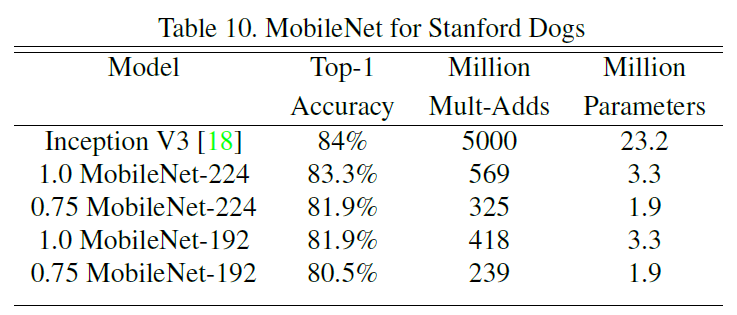 Table 10. MobileNet for Stanford Dogs
Model Top-1 Million Million
Accuracy Mult-Adds Parameters
Inception V3 [18] 84% 5000 23.2
1.0 MobileNet-224 83.3% 569 3.3
0.75 MobileNet-224 81.9% 325 1.9
1.0 MobileNet-192 81.9% 418 3.3
0.75 MobileNet-192 80.5% 239 1.9